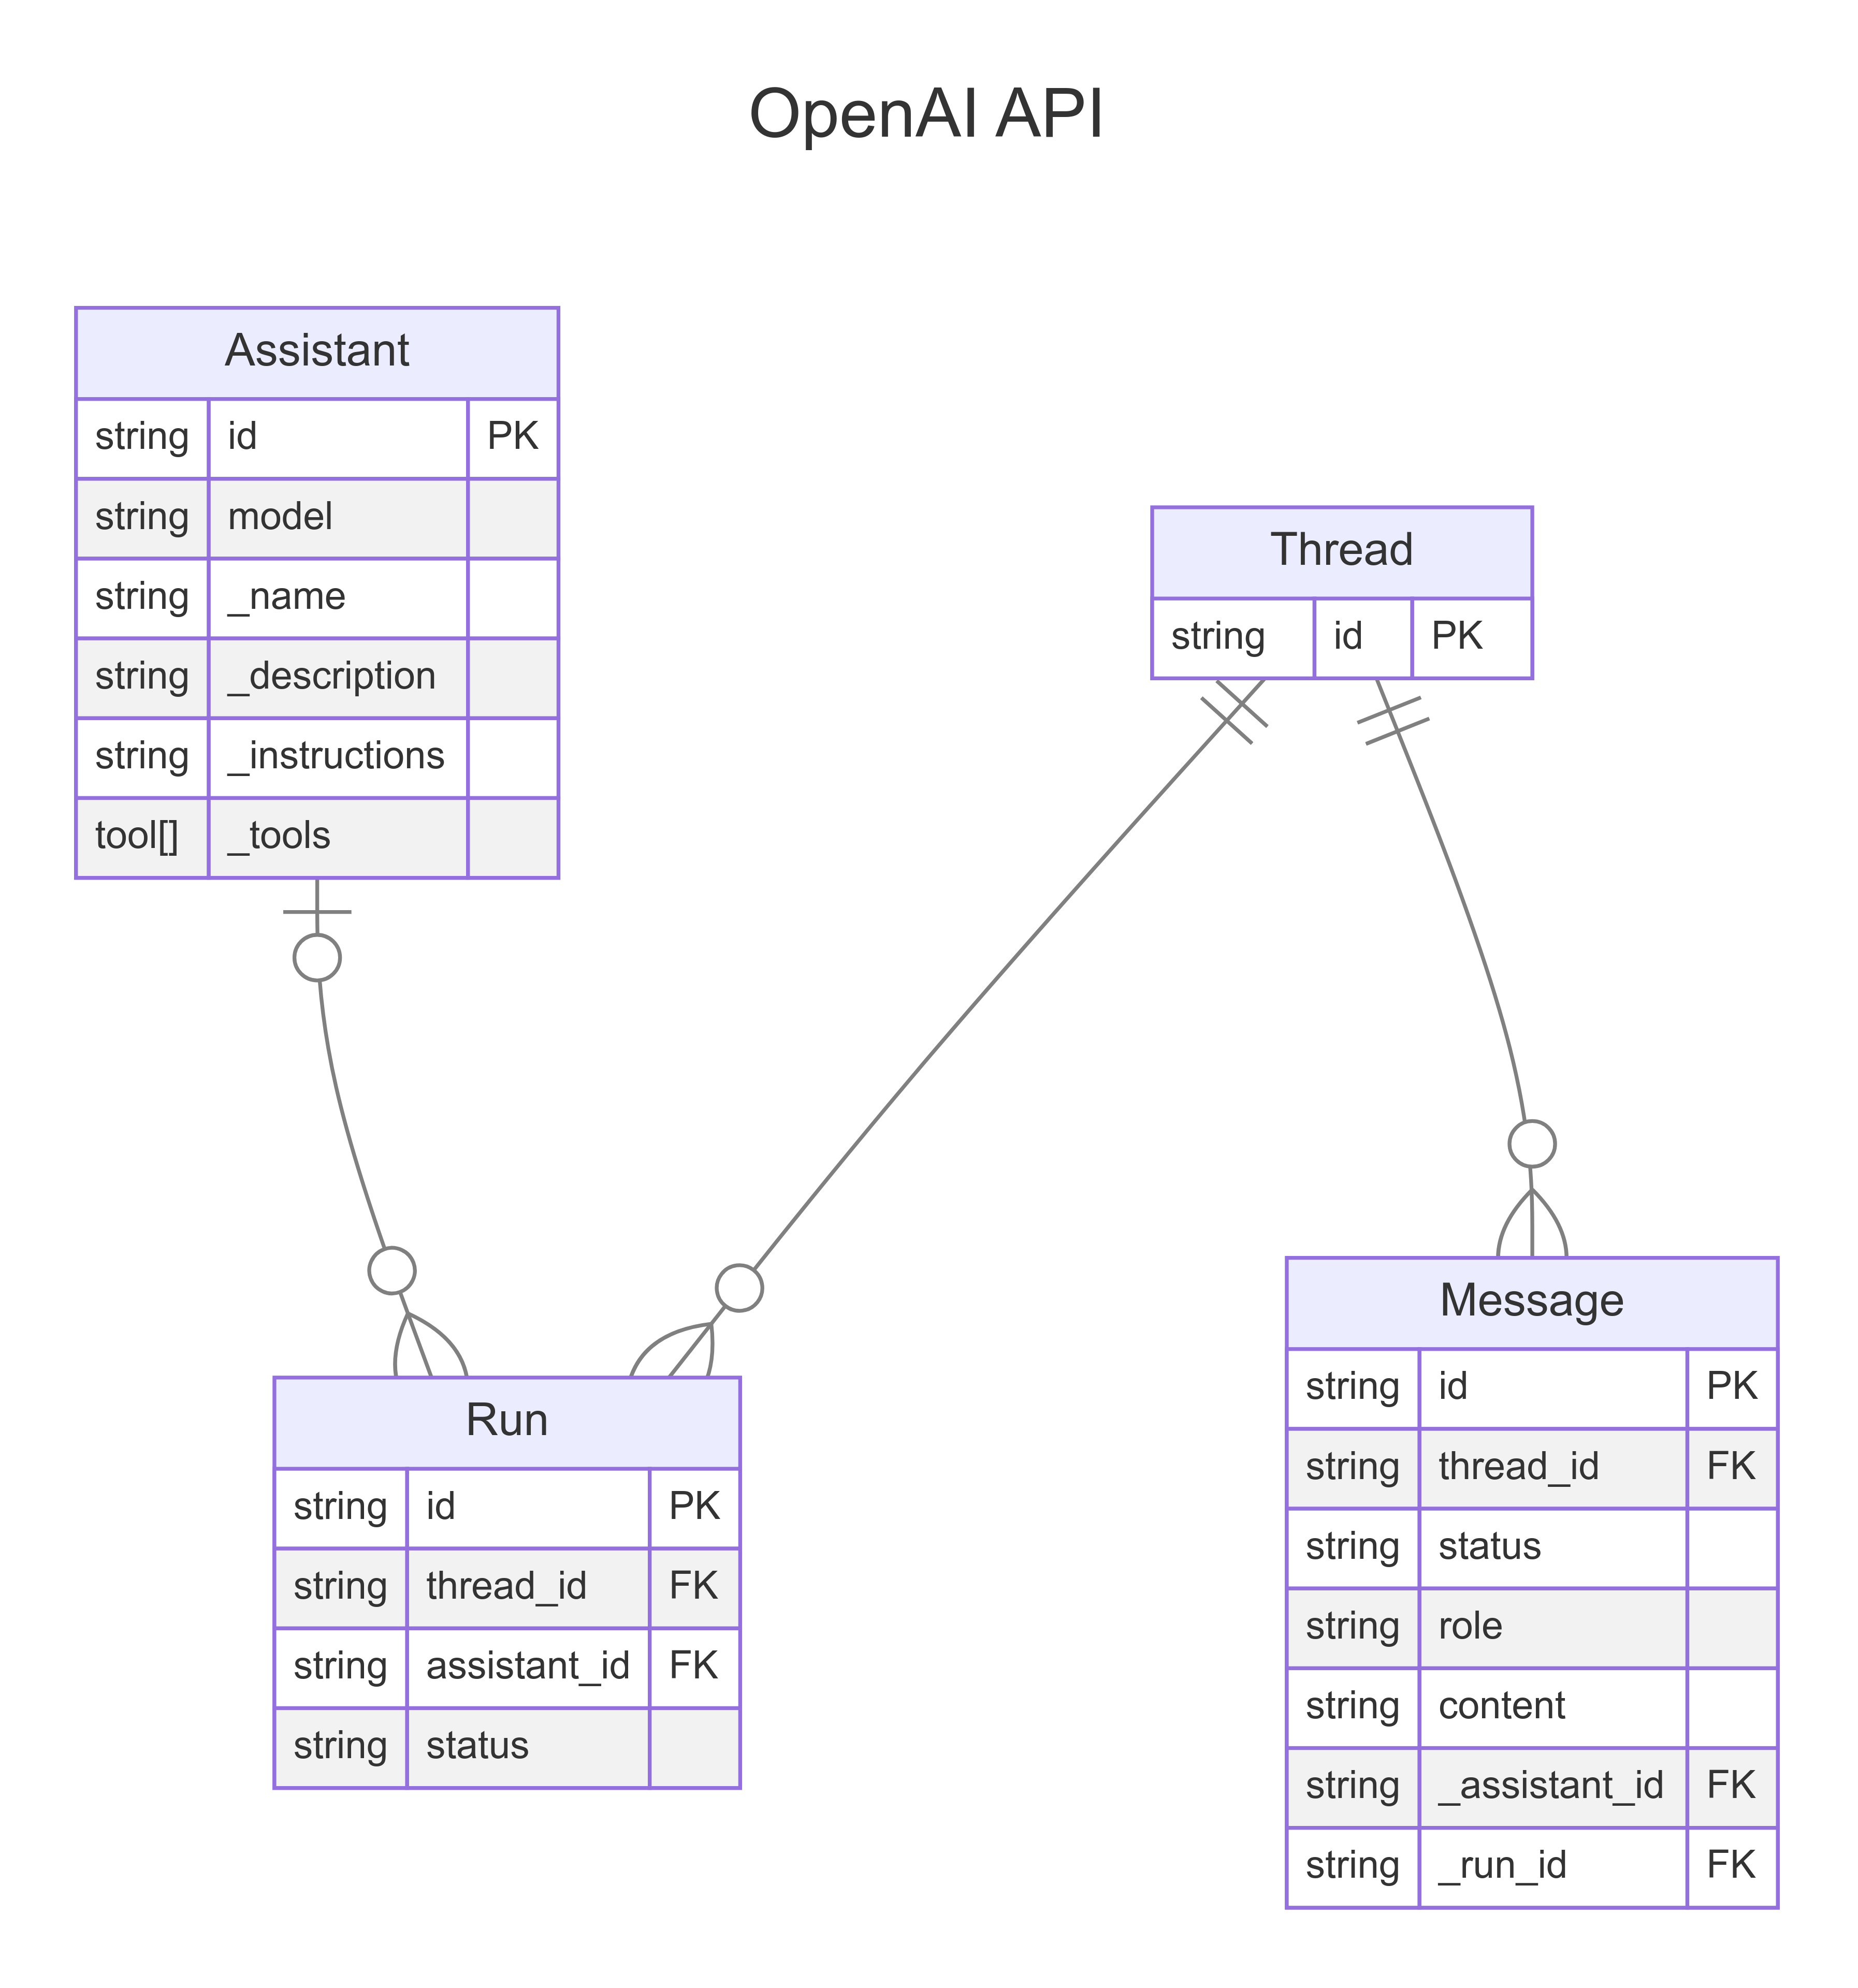 OpenAI API
Assistant
string id PK
string model
string _name
string _description
string _instructions
tool[] _tools
Thread
string id PK
Run
string id PK
string thread_id FK
string assistant_id FK
string status
Message
string id PK
string thread_id FK
string status
string role
string content
string _assistant_id FK
string _run_id FK